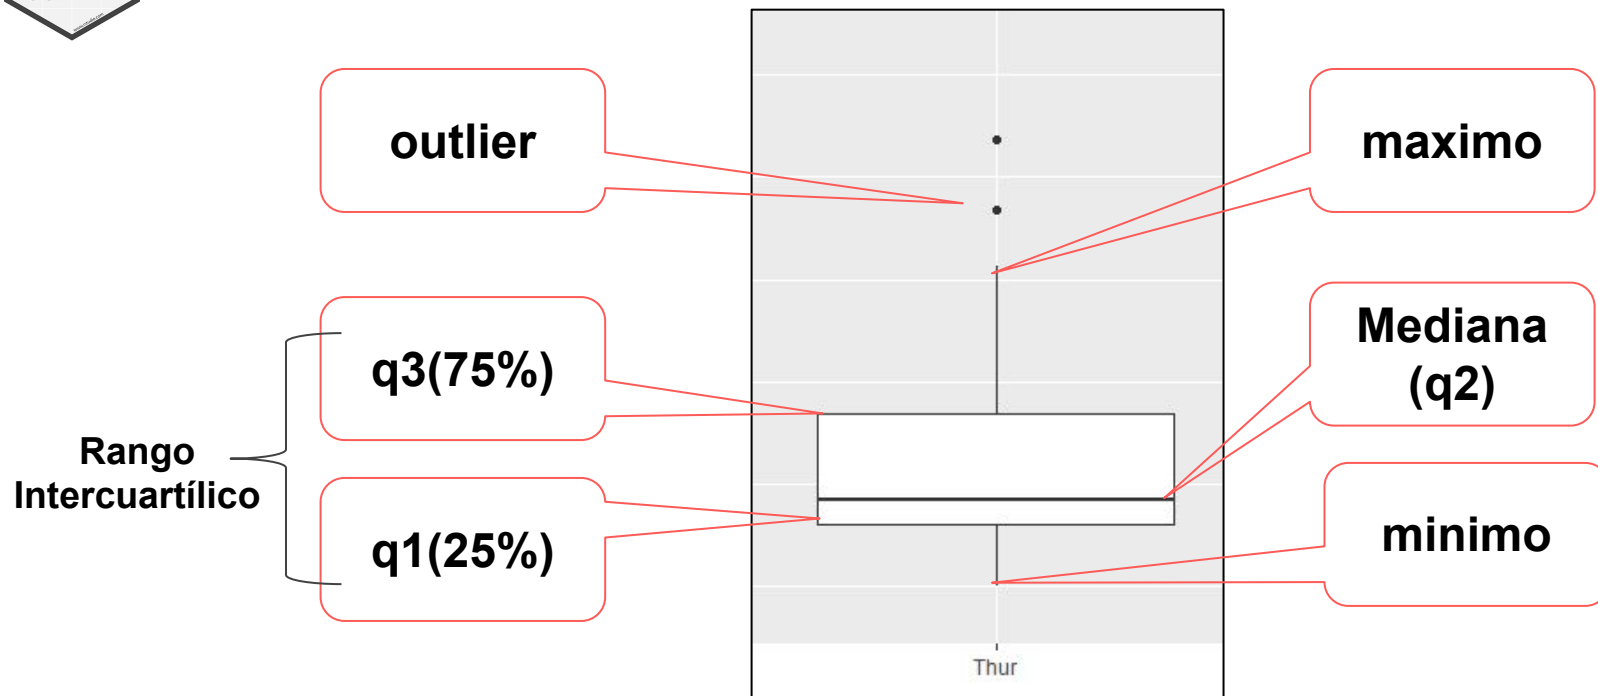 outlier
maximo
q3(75%)
Mediana
(q2)
Rango
Intercuartílico
q1(25%)
minimo
Thur